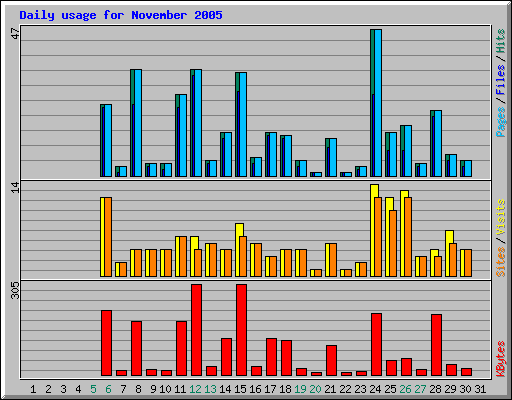 Daily usage for November 2005
47
Pages / Files / Hits
14
Sites / Visits
305
KBytes
1 2 3 4 5 6 7 8 9 10 11 12 13 14 15 16 17 18 19 20 21 22 23 24 25 26 27 28 29 30 31